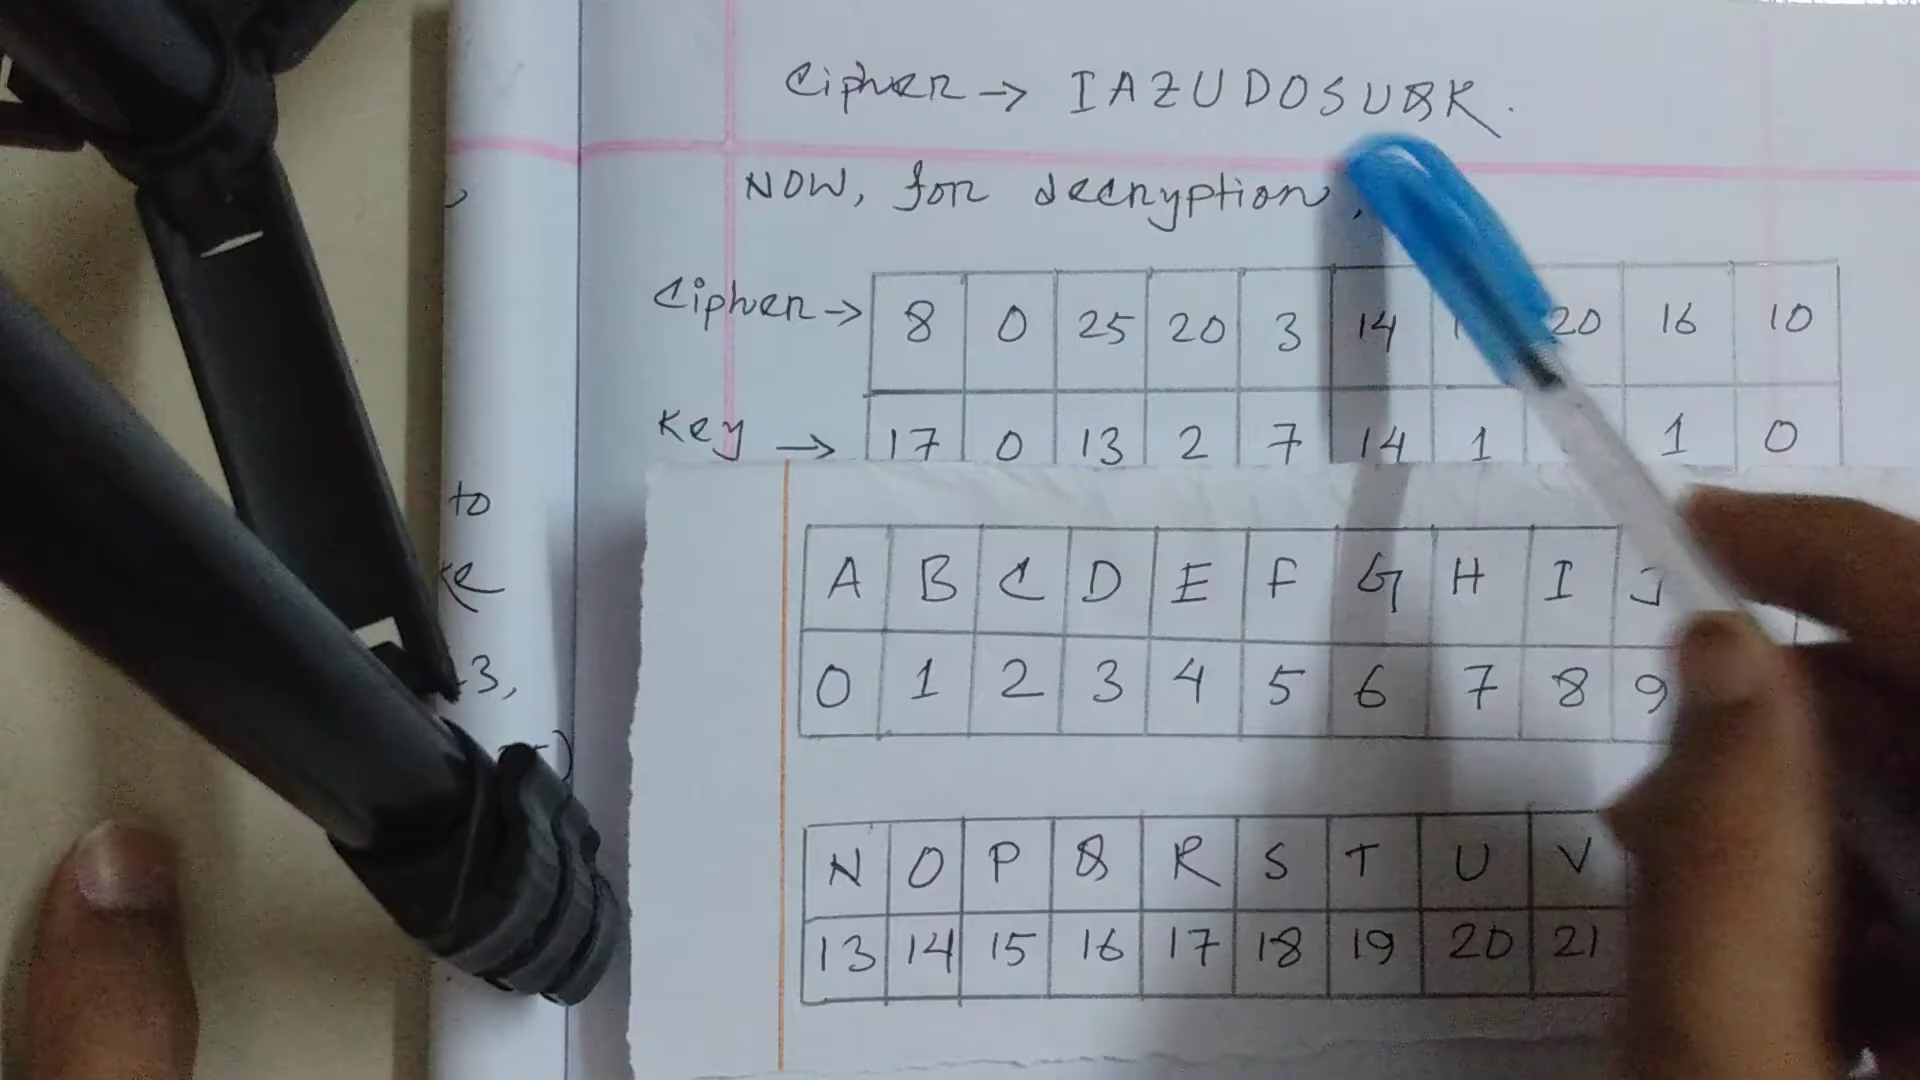 Cipher → IAZUDOSUQK.
NOW, for decryption,
Cipher → 8 0 25 20 3 14 20 16 10
Key → 17 0 13 2 7 14 1 1 0
to
3,
A B C D E F G H I J
0 1 2 3 4 5 6 7 8 9
N O P Q R S T U V
13 14 15 16 17 18 19 20 21